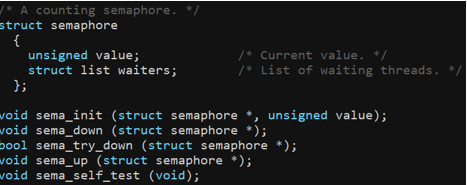 /* A counting semaphore. */
struct semaphore
  {
    unsigned value;             /* Current value. */
    struct list waiters;        /* List of waiting threads. */
  };

void sema_init (struct semaphore *, unsigned value);
void sema_down (struct semaphore *);
bool sema_try_down (struct semaphore *);
void sema_up (struct semaphore *);
void sema_self_test (void);